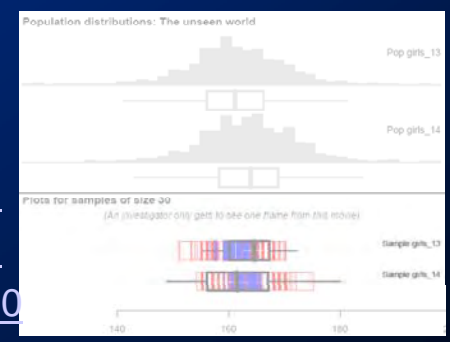 Population distributions: The unseen world
Pop girls_13
Pop girls_14
Plots for samples of size 30
(An investigator only gets to see one frame from this movie)
Sample girls_13
Sample girls_14
0
140 160 180